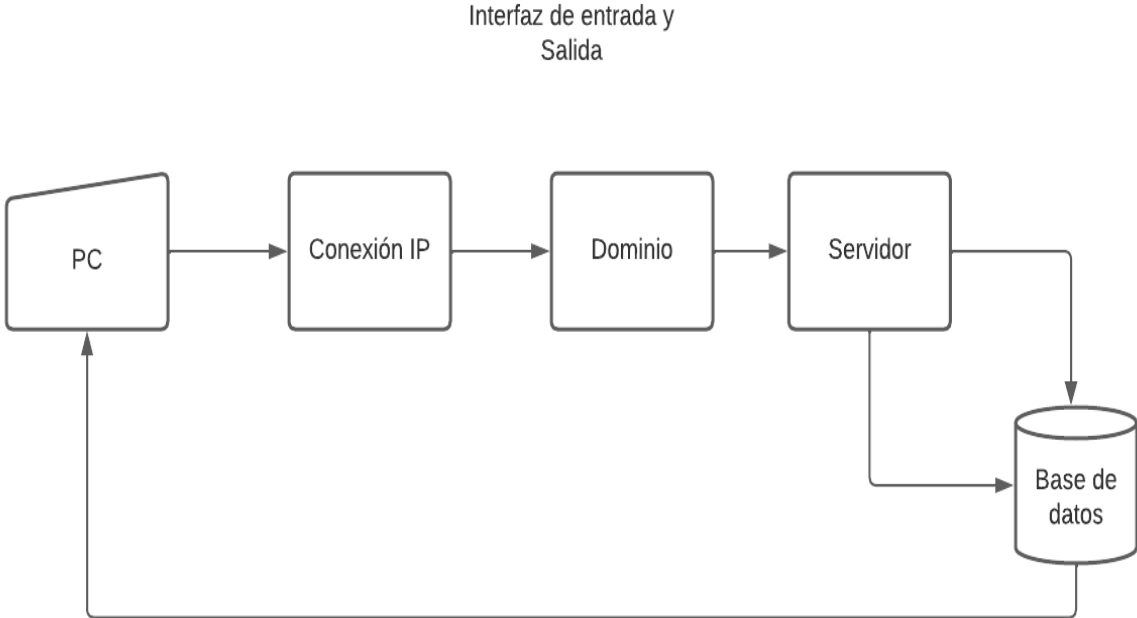 Interfaz de entrada y
Salida
PC
Conexión IP
Dominio
Servidor
Base de
datos